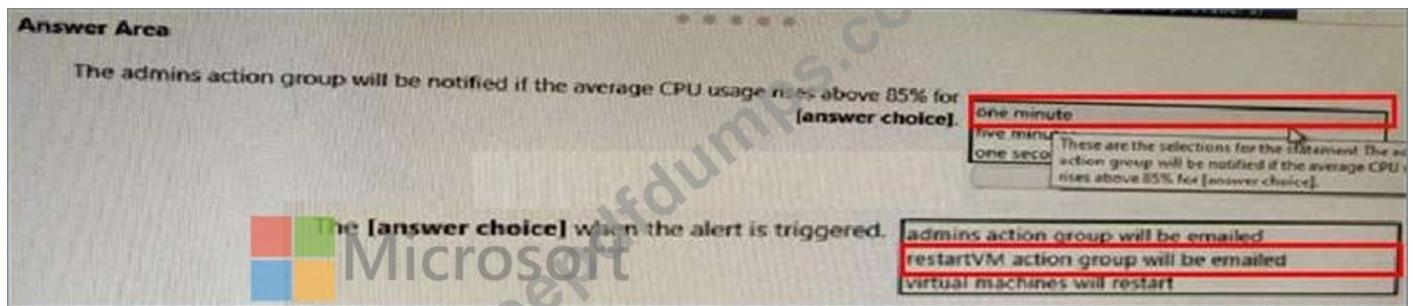 Answer Area
The admins action group will be notified if the average CPU usage rises above 85% for
[answer choice].
one minute
five
one
These are the selections for the statement The
action group will be notified if the average CPU
rises above 85% for [answer choice].
The [answer choice] when the alert is triggered.
admins action group will be emailed
restartVM action group will be emailed
virtual machines will restart
Microsoft